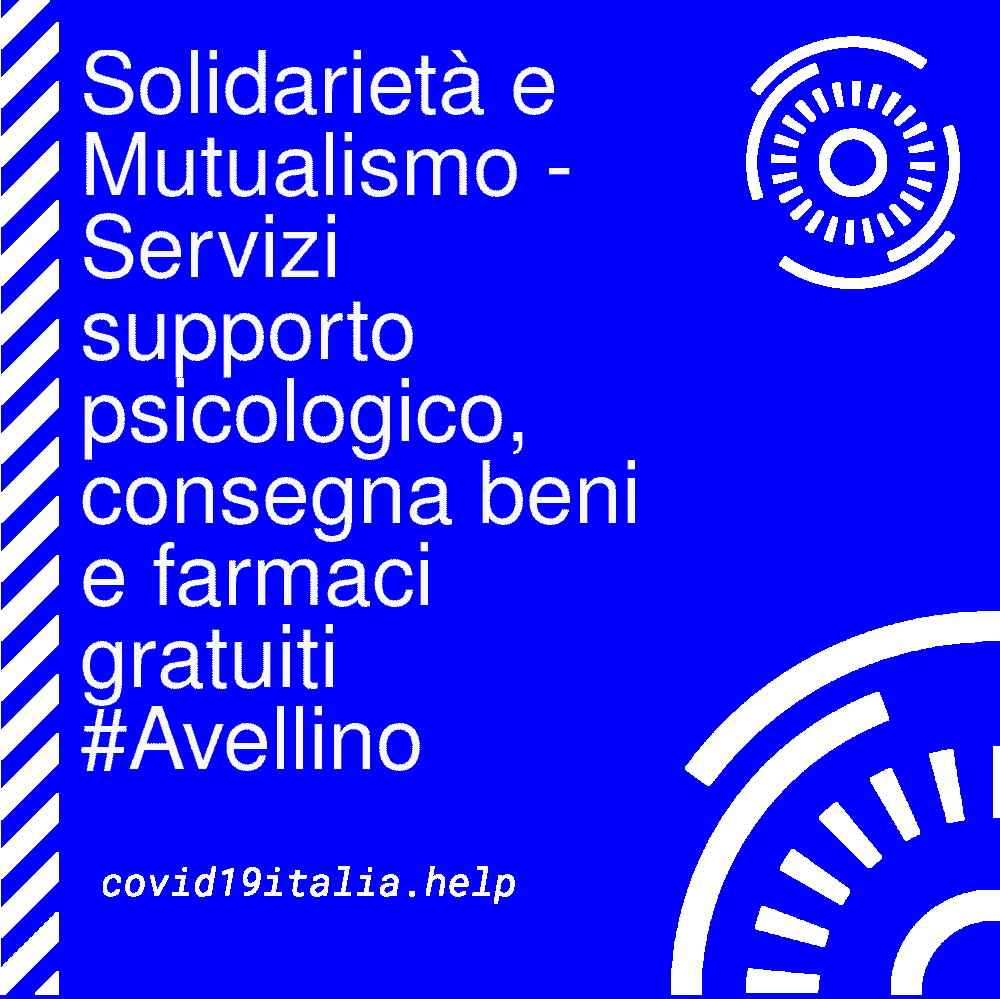 Solidarietà e
Mutualismo -
Servizi
supporto
psicologico,
consegna beni
e farmaci
gratuiti
#Avellino
covid19italia.help